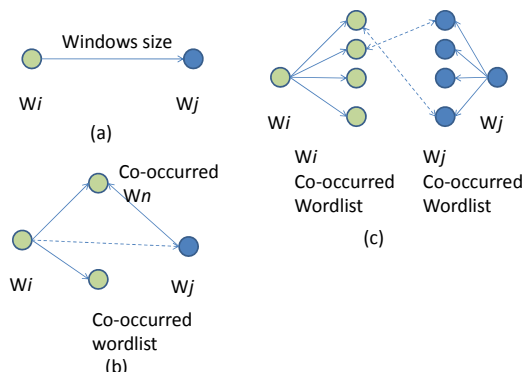 Windows size
Wi
Wj
(a)
Co-occurred
Wn
Wi
Wj
Co-occurred
wordlist
(b)
Wi
Wj
Wi
Co-occurred
Wordlist
Wj
Co-occurred
Wordlist
(c)